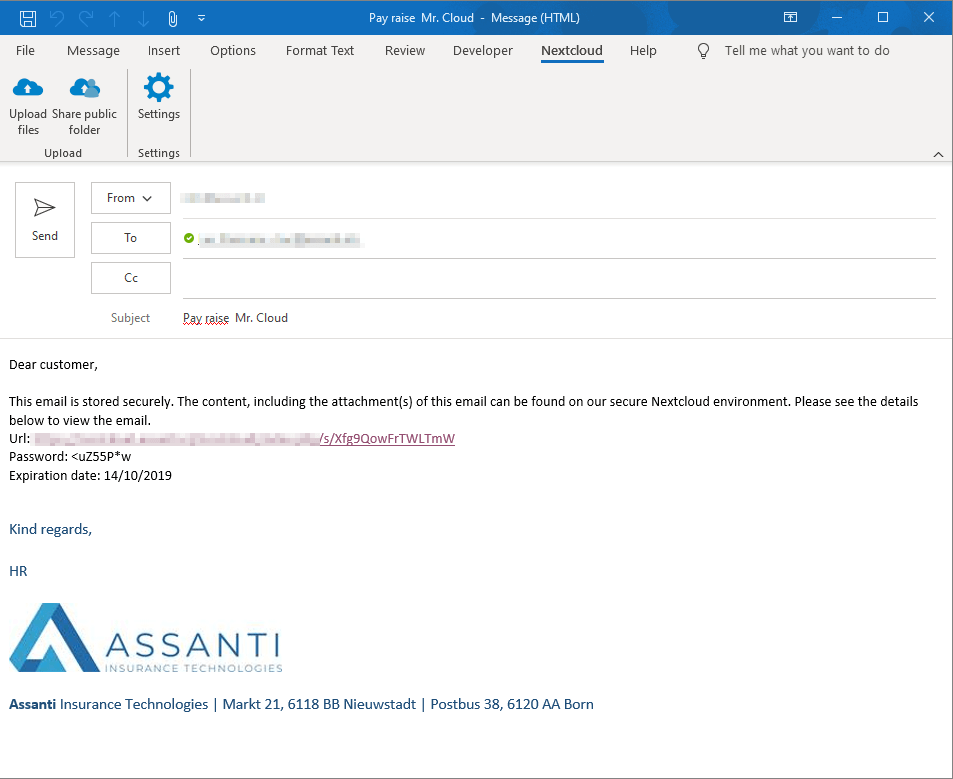 Pay raise Mr. Cloud - Message (HTML)
File Message Insert Options Format Text Review Developer Nextcloud Help Tell me what you want to do
Upload files
Share public folder
Settings
Upload
Settings
Send
From
To
Cc
Subject
Pay raise Mr. Cloud
Dear customer,
This email is stored securely. The content, including the attachment(s) of this email can be found on our secure Nextcloud environment. Please see the details
below to view the email.
Url: /s/Xfg9QowFrTWLTmW
Password: <uZ55P*w
Expiration date: 14/10/2019
Kind regards,
HR
ASSANTI
INSURANCE TECHNOLOGIES
Assanti Insurance Technologies | Markt 21, 6118 BB Nieuwstadt | Postbus 38, 6120 AA Born